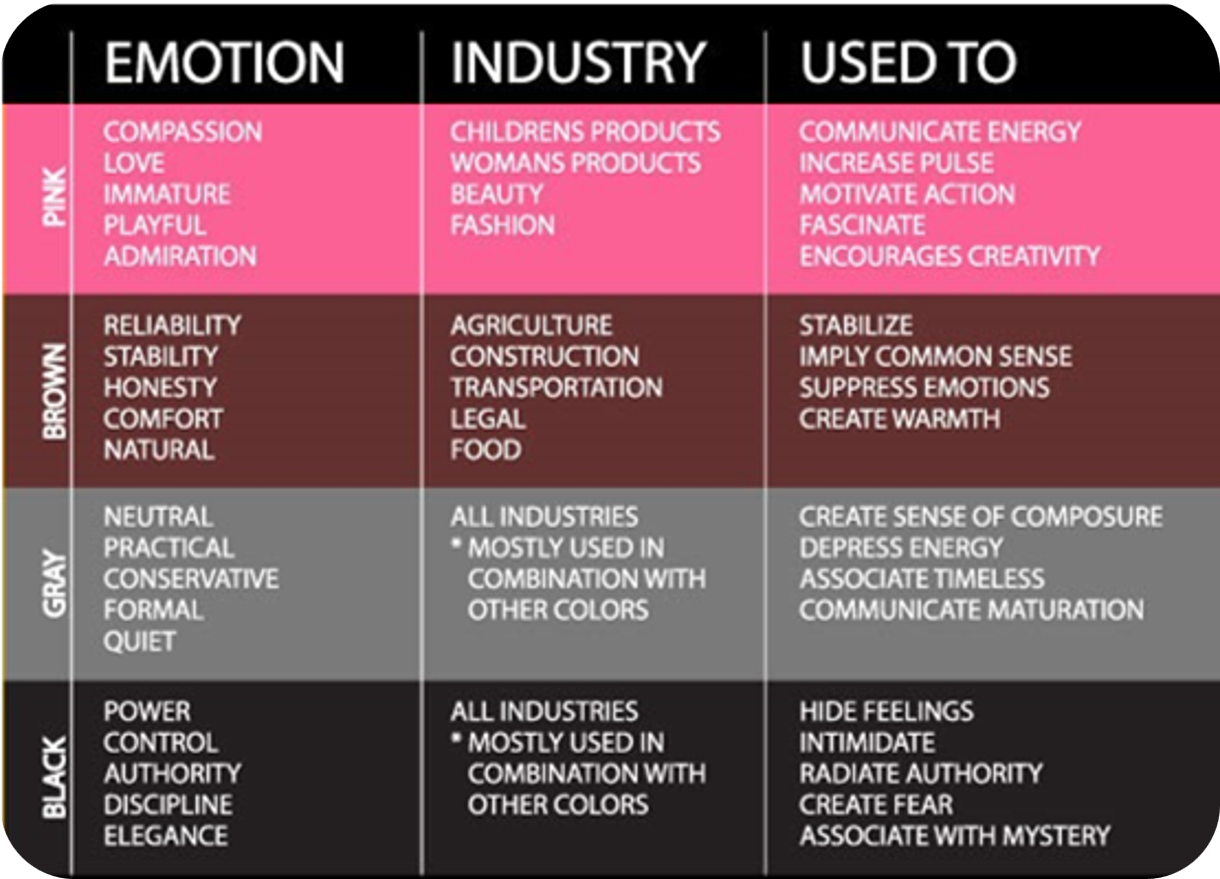 EMOTION INDUSTRY USED TO
PINK
COMPASSION
LOVE
IMMATURE
PLAYFUL
ADMIRATION
CHILDRENS PRODUCTS
WOMANS PRODUCTS
BEAUTY
FASHION
COMMUNICATE ENERGY
INCREASE PULSE
MOTIVATE ACTION
FASCINATE
ENCOURAGES CREATIVITY
BROWN
RELIABILITY
STABILITY
HONESTY
COMFORT
NATURAL
AGRICULTURE
CONSTRUCTION
TRANSPORTATION
LEGAL
FOOD
STABILIZE
IMPLY COMMON SENSE
SUPPRESS EMOTIONS
CREATE WARMTH
GRAY
NEUTRAL
PRACTICAL
CONSERVATIVE
FORMAL
QUIET
ALL INDUSTRIES
* MOSTLY USED IN
COMBINATION WITH
OTHER COLORS
CREATE SENSE OF COMPOSURE
DEPRESS ENERGY
ASSOCIATE TIMELESS
COMMUNICATE MATURATION
BLACK
POWER
CONTROL
AUTHORITY
DISCIPLINE
ELEGANCE
ALL INDUSTRIES
* MOSTLY USED IN
COMBINATION WITH
OTHER COLORS
HIDE FEELINGS
INTIMIDATE
RADIATE AUTHORITY
CREATE FEAR
ASSOCIATE WITH MYSTERY